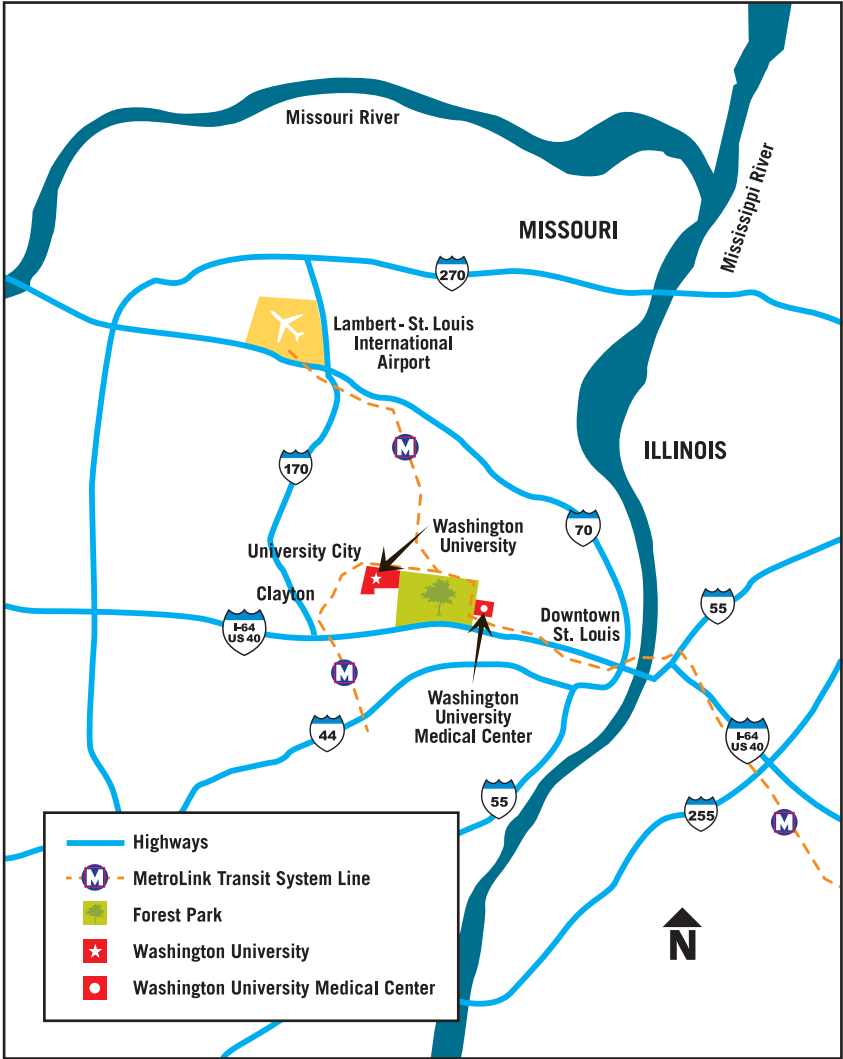 Missouri River
Mississippi River
MISSOURI
270
Lambert - St. Louis
International
Airport
M
ILLINOIS
170
70
Washington
University
University City
Clayton
55
I-64
US 40
Downtown
St. Louis
M
Washington
University
Medical Center
44
I-64
US 40
55
255
M
Highways
M
MetroLink Transit System Line
Forest Park
Washington University
Washington University Medical Center
N